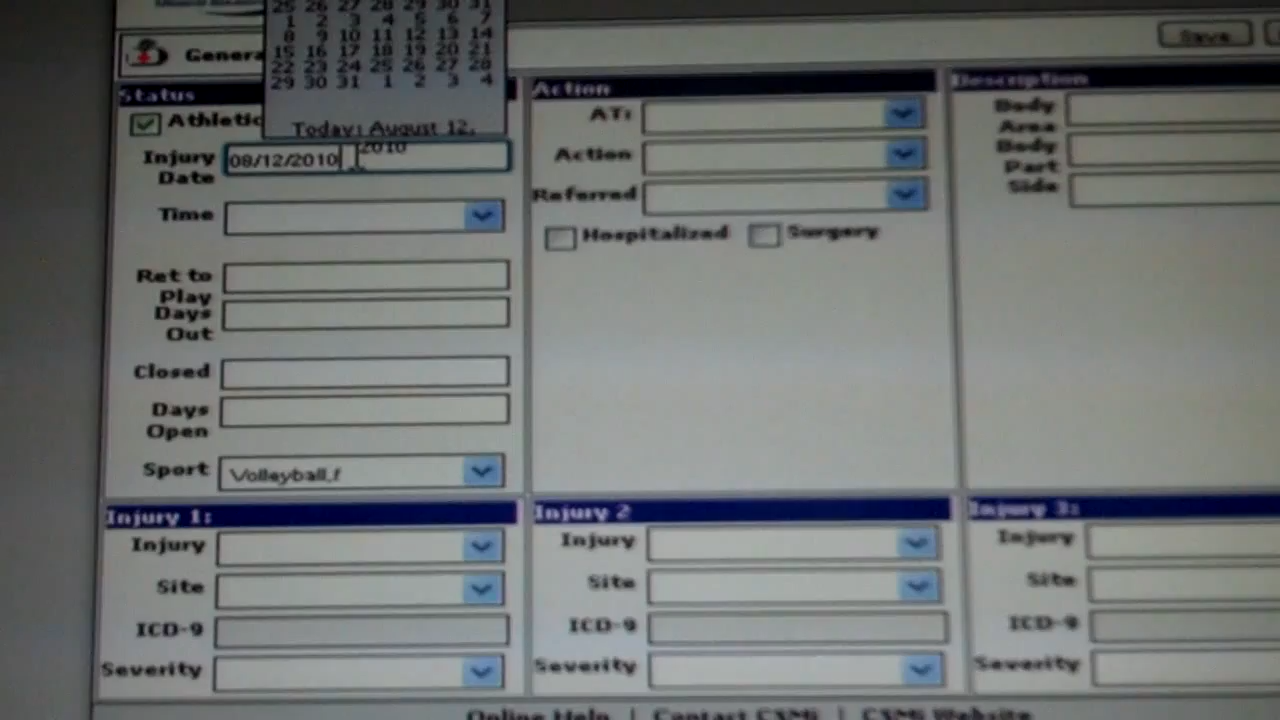 25 26 27 28 29 30 31
1 2 3 4 5 6 7
8 9 10 11 12 13 14
15 16 17 18 19 20 21
22 23 24 25 26 27 28
29 30 31 1 2 3 4
Today: August 12,
2010
Save
Genera
Status
Athletic
Injury Date 08/12/2010
Time
Ret to Play
Days Out
Closed
Days Open
Sport Volleyball,f
Action
AT:
Action
Referred
Hospitalized Surgery
Description
Body Area
Body Part
Side
Injury 1:
Injury
Site
ICD-9
Severity
Injury 2
Injury
Site
ICD-9
Severity
Injury 3:
Injury
Site
ICD-9
Severity
Online Help | Contact CSMi | CSMi Website